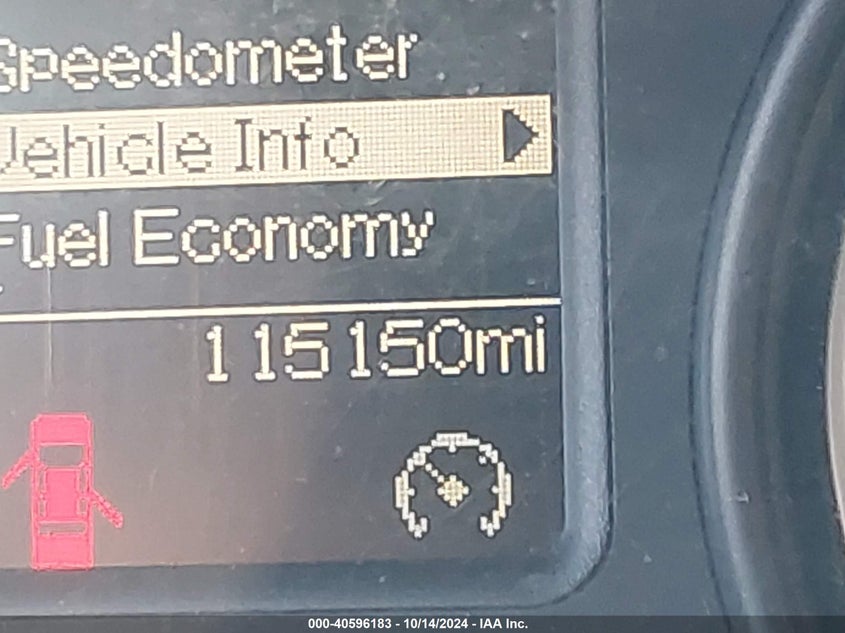 Speedometer
Vehicle Info
Fuel Economy
115150mi
000-40596183 - 10/14/2024 - IAA Inc.